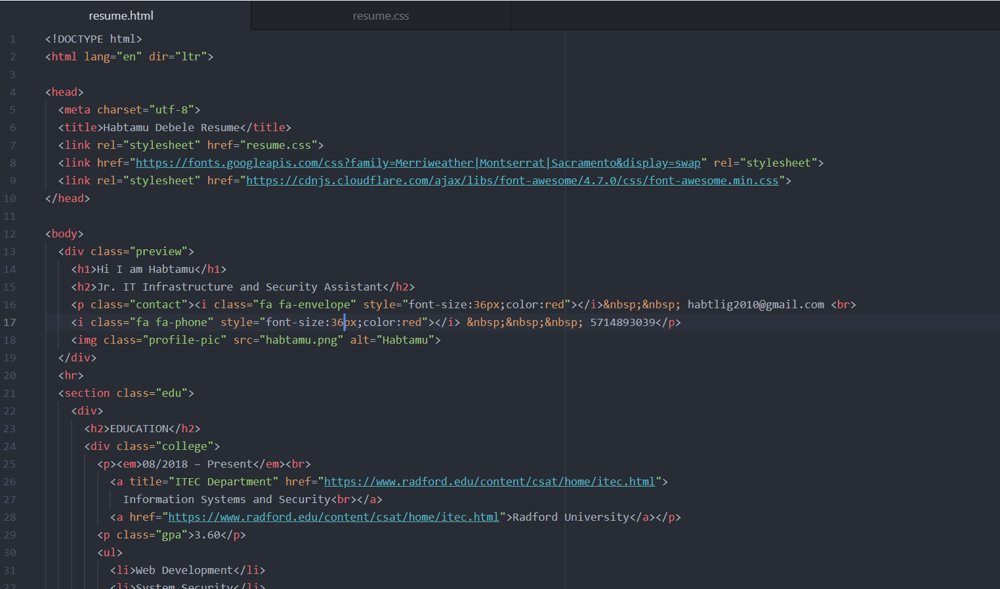 resume.html
resume.css
1 <!DOCTYPE html>
2 <html lang="en" dir="ltr">
3
4 <head>
5 <meta charset="utf-8">
6 <title>Habtamu Debele Resume</title>
7 <link rel="stylesheet" href="resume.css">
8 <link href="https://fonts.googleapis.com/css?family=Merriweather|Montserrat|Sacramento&display=swap" rel="stylesheet">
9 <link rel="stylesheet" href="https://cdnjs.cloudflare.com/ajax/libs/font-awesome/4.7.0/css/font-awesome.min.css">
10 </head>
11
12 <body>
13 <div class="preview">
14 <h1>Hi I am Habtamu</h1>
15 <h2>Jr. IT Infrastructure and Security Assistant</h2>
16 <p class="contact"><i class="fa fa-envelope" style="font-size:36px;color:red"></i>&nbsp;&nbsp; habtlig2010@gmail.com <br>
17 <i class="fa fa-phone" style="font-size:36px;color:red"></i> &nbsp;&nbsp;&nbsp; 5714893039</p>
18 <img class="profile-pic" src="habtamu.png" alt="Habtamu">
19 </div>
20 <hr>
21 <section class="edu">
22 <div>
23 <h2>EDUCATION</h2>
24 <div class="college">
25 <p><em>08/2018 – Present</em><br>
26 <a title="ITEC Department" href="https://www.radford.edu/content/csat/home/itec.html">
27 Information Systems and Security<br></a>
28 <a href="https://www.radford.edu/content/csat/home/itec.html">Radford University</a></p>
29 <p class="gpa">3.60</p>
30 <ul>
31 <li>Web Development</li>
32 <li>System Security</li>